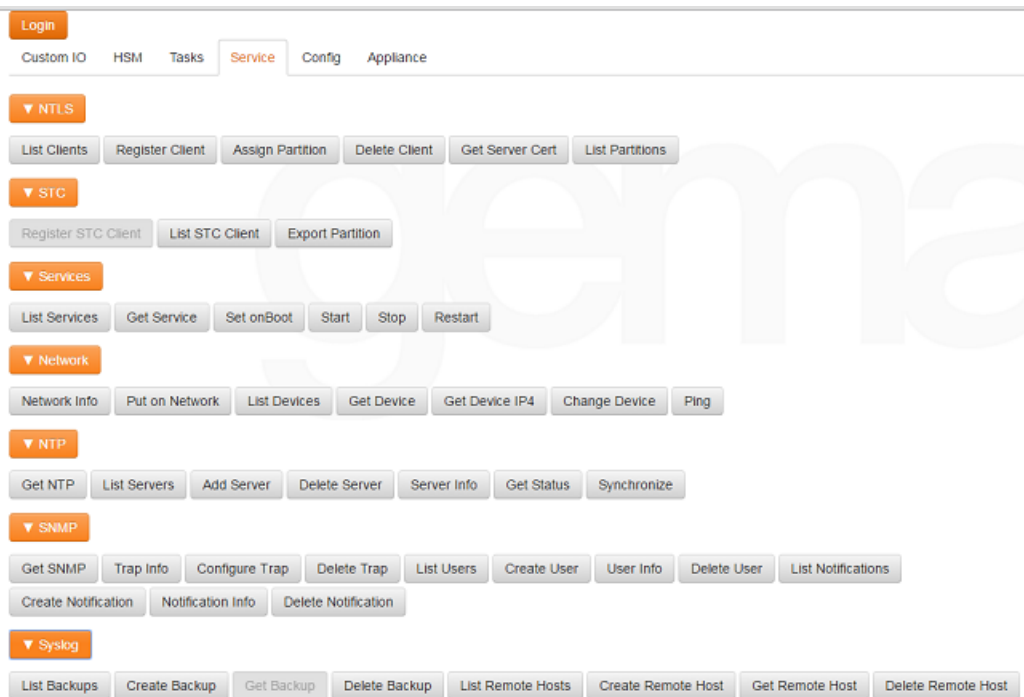 Login
Custom IO HSM Tasks Service Config Appliance
▼ NTLS
List Clients Register Client Assign Partition Delete Client Get Server Cert List Partitions
▼ STC
Register STC Client List STC Client Export Partition
▼ Services
List Services Get Service Set onBoot Start Stop Restart
▼ Network
Network Info Put on Network List Devices Get Device Get Device IP4 Change Device Ping
▼ NTP
Get NTP List Servers Add Server Delete Server Server Info Get Status Synchronize
▼ SNMP
Get SNMP Trap Info Configure Trap Delete Trap List Users Create User User Info Delete User List Notifications
Create Notification Notification Info Delete Notification
▼ Syslog
List Backups Create Backup Get Backup Delete Backup List Remote Hosts Create Remote Host Get Remote Host Delete Remote Host